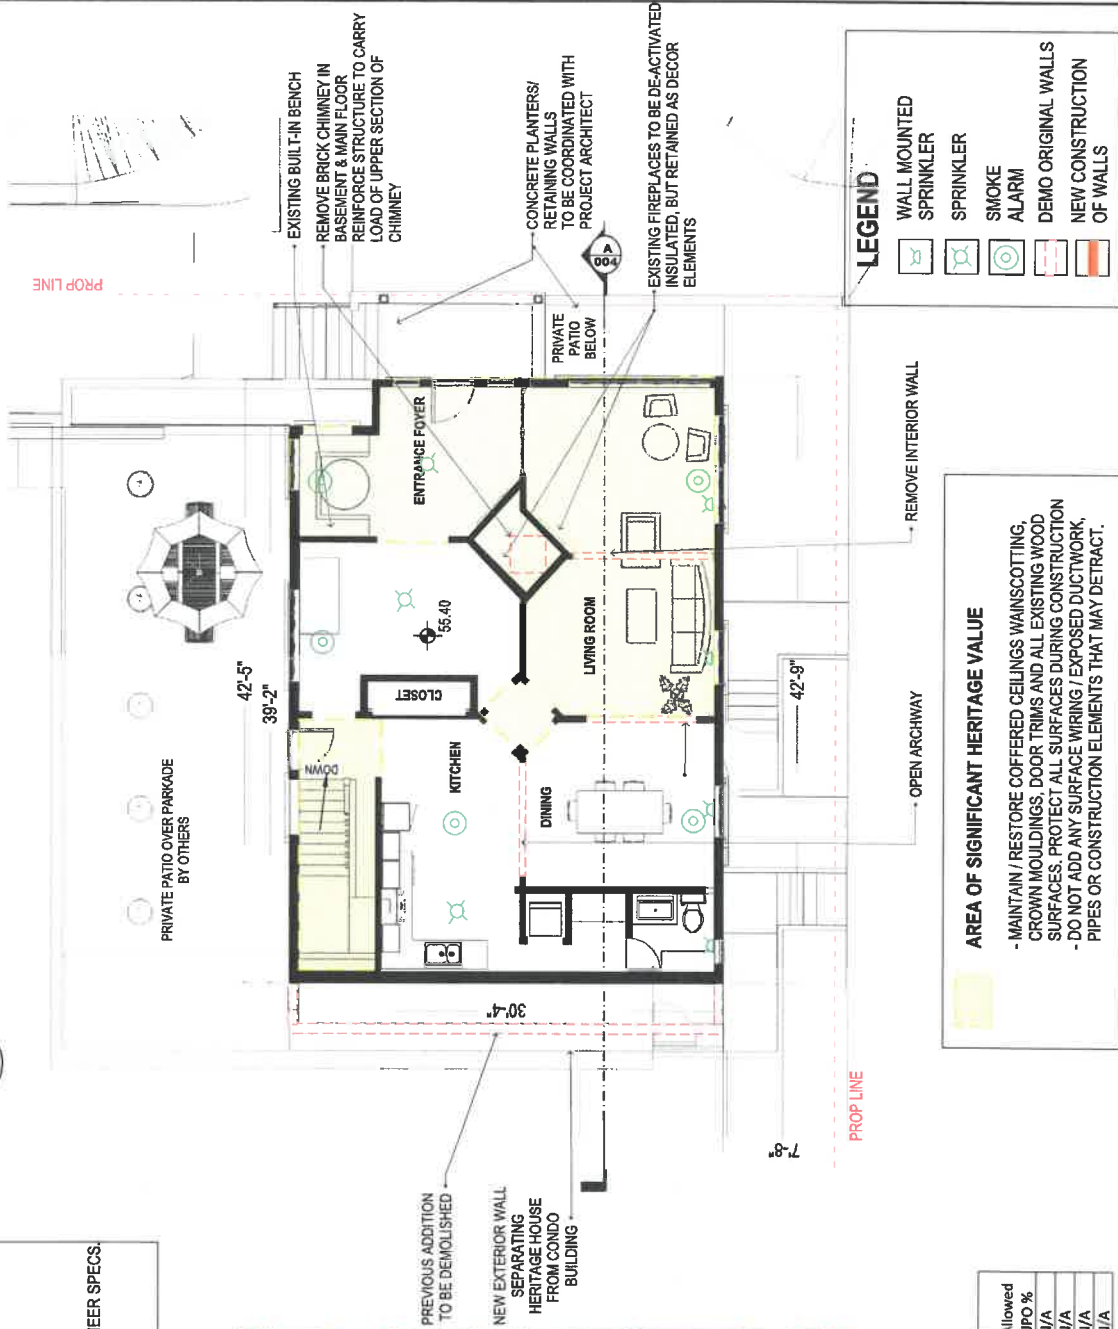 EXISTING BUILT-IN BENCH
REMOVE BRICK CHIMNEY IN
BASEMENT & MAIN FLOOR
REINFORCE STRUCTURE TO CARRY
LOAD OF UPPER SECTION OF
CHIMNEY
CONCRETE PLANTERS/
RETAINING WALLS
TO BE COORDINATED WITH
PROJECT ARCHITECT
EXISTING FIREPLACES TO BE DE-ACTIVATED
INSULATED, BUT RETAINED AS DECOR
ELEMENTS
PROP LINE
A
004
PRIVATE
PATIO
BELOW
LEGEND
WALL MOUNTED
SPRINKLER
SPRINKLER
SMOKE
ALARM
DEMO ORIGINAL WALLS
NEW CONSTRUCTION
OF WALLS
ENTRANCE FOYER
REMOVE INTERIOR WALL
55.40
LIVING ROOM
CLOSET
42'-5"
39'-2"
42'-9"
DOWN
KITCHEN
DINING
OPEN ARCHWAY
PRIVATE PATIO OVER PARKADE
BY OTHERS
30'-4"
AREA OF SIGNIFICANT HERITAGE VALUE
- MAINTAIN / RESTORE COFFERED CEILINGS WAINSCOTTING,
CROWN MOULDINGS, DOOR TRIMS AND ALL EXISTING WOOD
SURFACES. PROTECT ALL SURFACES DURING CONSTRUCTION
- DO NOT ADD ANY SURFACE WIRING / EXPOSED DUCTWORK,
PIPES OR CONSTRUCTION ELEMENTS THAT MAY DETRACT.
PROP LINE
7'-8"
PREVIOUS ADDITION
TO BE DEMOLISHED
NEW EXTERIOR WALL
SEPARATING
HERITAGE HOUSE
FROM CONDO
BUILDING
EER SPECS.
llowed
IPO %
I/A
I/A
I/A
I/A